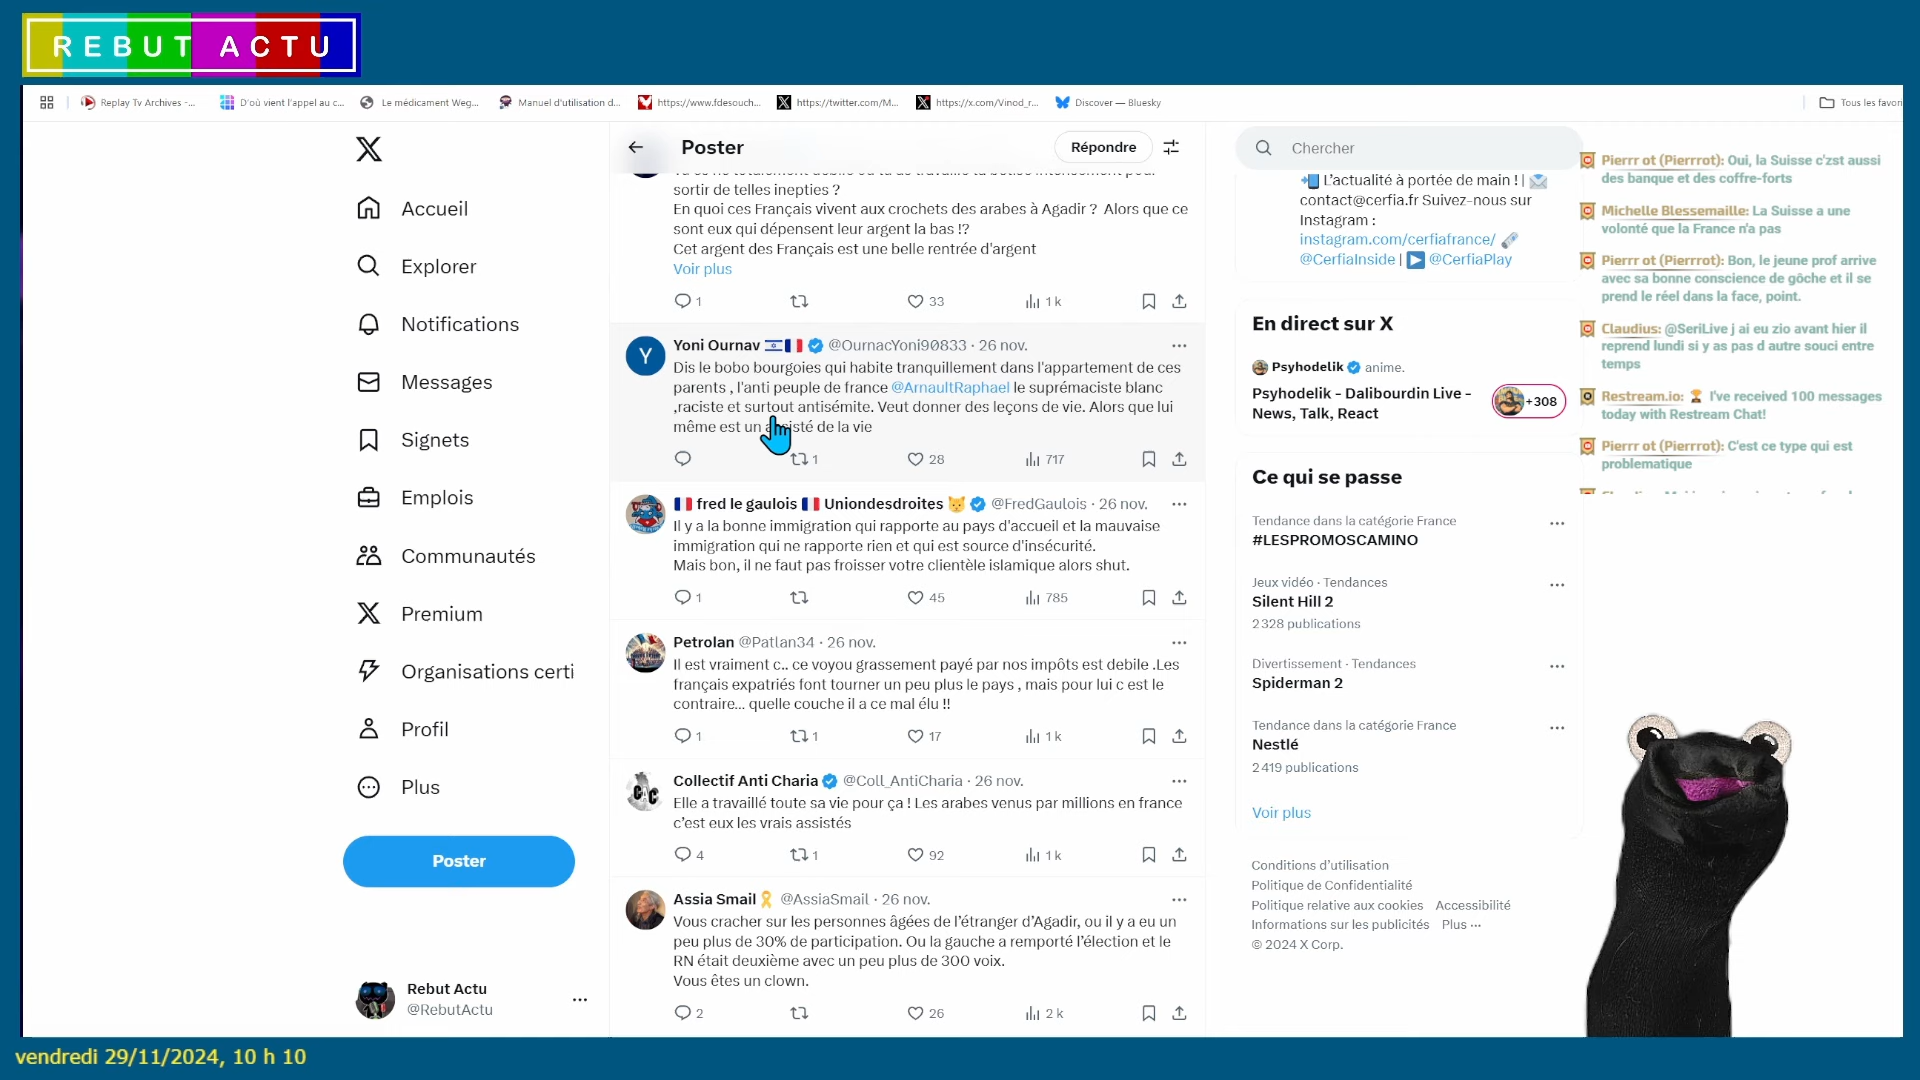 REBUT ACTU
Replay Tv Archives -...
D'où vient l'appel au c...
Le médicament Weg...
Manuel d'utilisation d...
https://www.fdesouch...
https://twitter.com/M...
https://x.com/Vinod_r...
Discover — Bluesky
Tous les favor
Accueil
Explorer
Notifications
Messages
Signets
Emplois
Communautés
Premium
Organisations certi
Profil
Plus
Poster
Rebut Actu
@RebutActu
Poster
Répondre
sortir de telles inepties ?
En quoi ces Français vivent aux crochets des arabes à Agadir ? Alors que ce
sont eux qui dépensent leur argent la bas !?
Cet argent des Français est une belle rentrée d'argent
Voir plus
1
33
1 k
Y
Yoni Ournav @OurnacYoni90833 · 26 nov.
Dis le bobo bourgoies qui habite tranquillement dans l'appartement de ces
parents , l'anti peuple de france @ArnaultRaphael le suprémaciste blanc
,raciste et surtout antisémite. Veut donner des leçons de vie. Alors que lui
même est un assisté de la vie
1
28
717
fred le gaulois Uniondesdroites @FredGaulois · 26 nov.
Il y a la bonne immigration qui rapporte au pays d'accueil et la mauvaise
immigration qui ne rapporte rien et qui est source d'insécurité.
Mais bon, il ne faut pas froisser votre clientèle islamique alors shut.
1
45
785
Petrolan @Patlan34 · 26 nov.
Il est vraiment c.. ce voyou grassement payé par nos impôts est debile .Les
français expatriés font tourner un peu plus le pays , mais pour lui c est le
contraire... quelle couche il a ce mal élu !!
1
1
17
1 k
CAC
Collectif Anti Charia @Coll_AntiCharia · 26 nov.
Elle a travaillé toute sa vie pour ça ! Les arabes venus par millions en france
c'est eux les vrais assistés
4
1
92
1 k
Assia Smail @AssiaSmail · 26 nov.
Vous cracher sur les personnes âgées de l'étranger d'Agadir, ou il y a eu un
peu plus de 30% de participation. Ou la gauche a remporté l'élection et le
RN était deuxième avec un peu plus de 300 voix.
Vous êtes un clown.
2
26
2 k
Chercher
L'actualité à portée de main ! |
contact@cerfia.fr Suivez-nous sur
Instagram :
instagram.com/cerfiafrance/
@CerfiaInside | @CerfiaPlay
En direct sur X
Psyhodelik anime.
Psyhodelik - Dalibourdin Live -
News, Talk, React
+308
Ce qui se passe
Tendance dans la catégorie France
#LESPROMOSCAMINO
Jeux vidéo · Tendances
Silent Hill 2
2 328 publications
Divertissement · Tendances
Spiderman 2
Tendance dans la catégorie France
Nestlé
2 419 publications
Voir plus
Conditions d'utilisation
Politique de Confidentialité
Politique relative aux cookies Accessibilité
Informations sur les publicités Plus ···
© 2024 X Corp.
Pierrr ot (Pierrrot): Oui, la Suisse c'zst aussi
des banque et des coffre-forts
Michelle Blessemaille: La Suisse a une
volonté que la France n'a pas
Pierrr ot (Pierrrot): Bon, le jeune prof arrive
avec sa bonne conscience de gôche et il se
prend le réel dans la face, point.
Claudius: @SeriLive j ai eu zio avant hier il
reprend lundi si y as pas d autre souci entre
temps
Restream.io: 🏆 I've received 100 messages
today with Restream Chat!
Pierrr ot (Pierrrot): C'est ce type qui est
problematique
vendredi 29/11/2024, 10 h 10